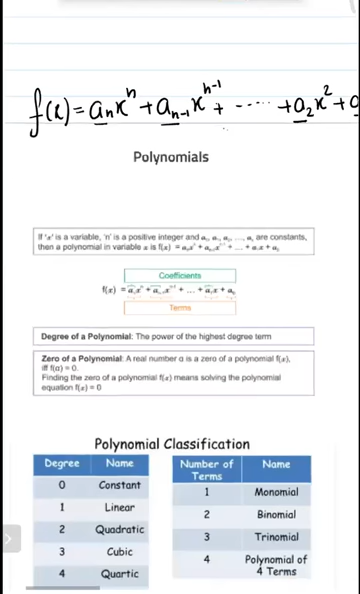 f(x) = aₙxⁿ + aₙ₋₁xⁿ⁻¹ + ..... + a₂x² + a
Polynomials
If 'x' is a variable, 'n' is a positive integer and a₀, a₁, a₂, ...., aₙ are constants,
then a polynomial in variable x is f(x) = aₙxⁿ + aₙ₋₁xⁿ⁻¹ + ... + a₁x + a₀
Coefficients
f(x) = aₙxⁿ + aₙ₋₁xⁿ⁻¹ + ... + a₁x + a₀
Terms
Degree of a Polynomial: The power of the highest degree term
Zero of a Polynomial: A real number α is a zero of a polynomial f(x),
iff f(α) = 0.
Finding the zero of a polynomial f(x) means solving the polynomial
equation f(x) = 0
Polynomial Classification
Degree Name
0 Constant
1 Linear
2 Quadratic
3 Cubic
4 Quartic
Number of Terms Name
1 Monomial
2 Binomial
3 Trinomial
4 Polynomial of
4 Terms